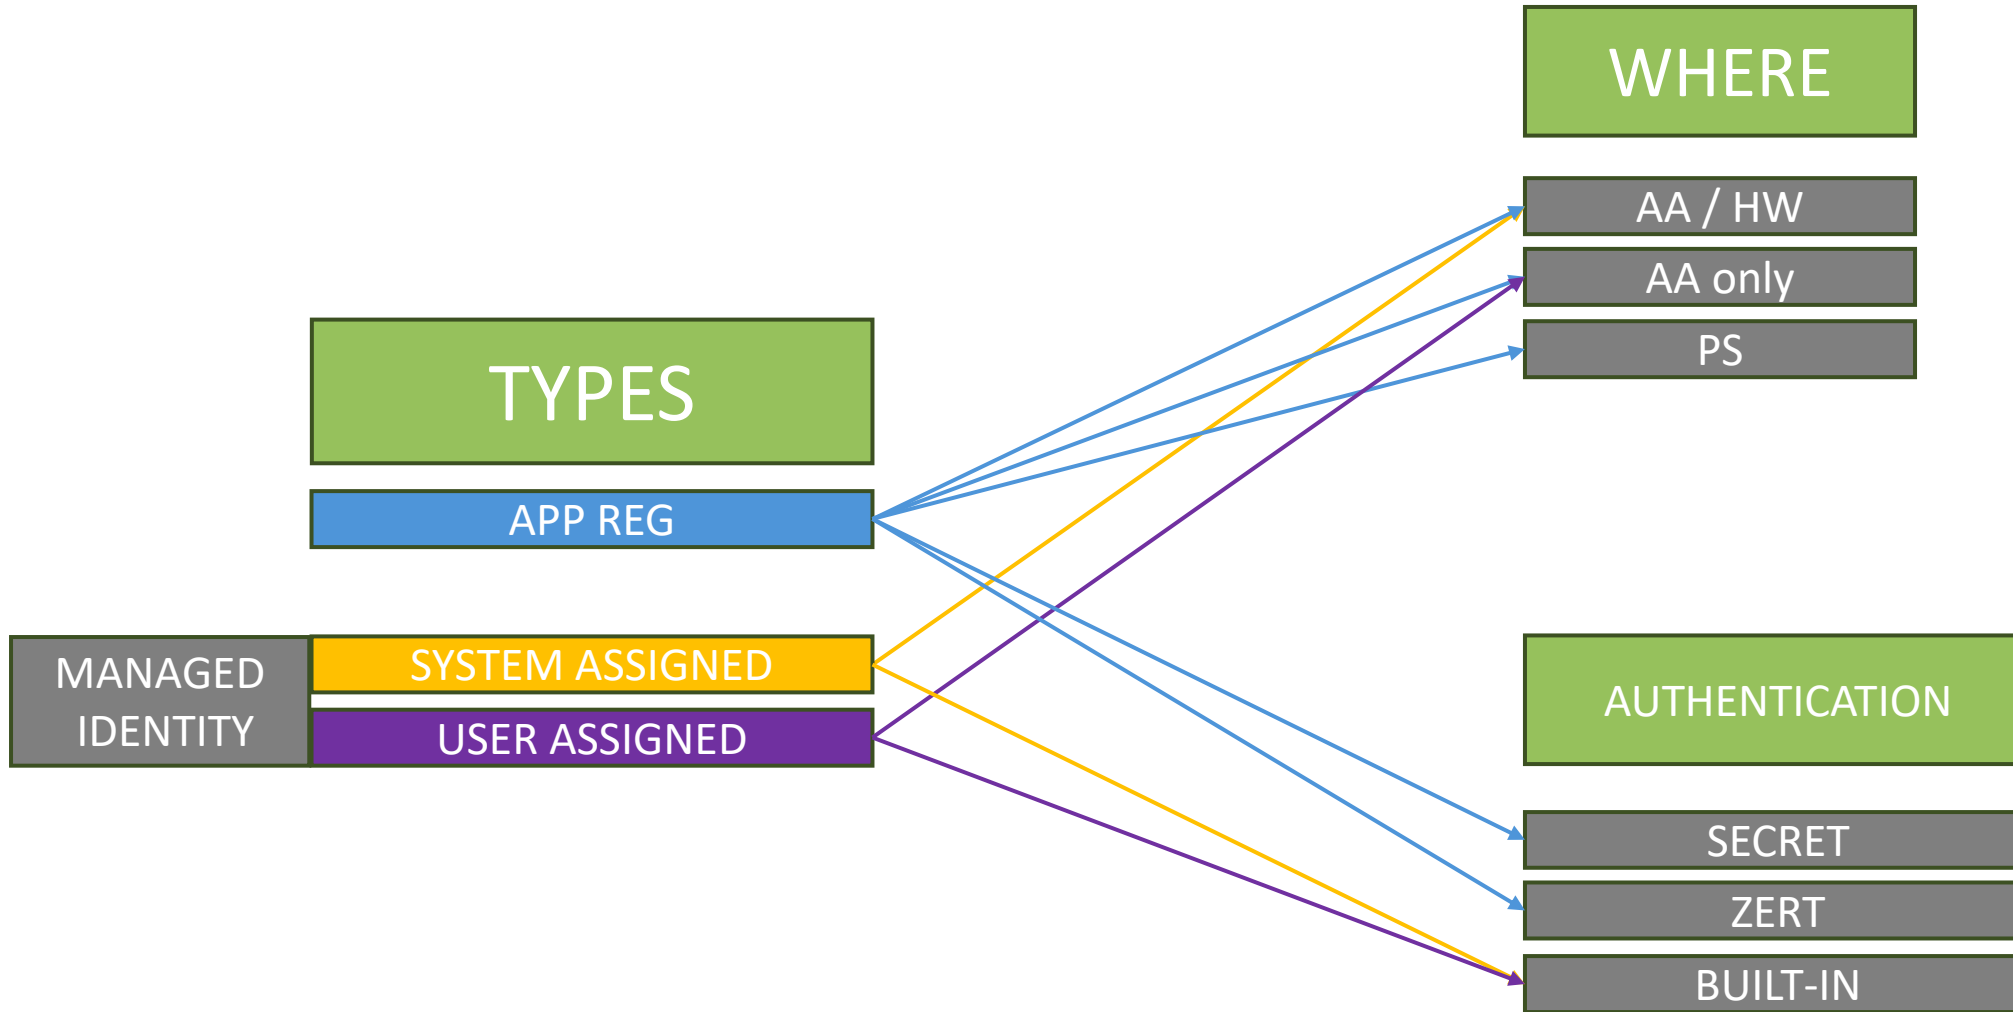 WHERE
AA / HW
AA only
PS
TYPES
APP REG
MANAGED
IDENTITY
SYSTEM ASSIGNED
USER ASSIGNED
AUTHENTICATION
SECRET
ZERT
BUILT-IN